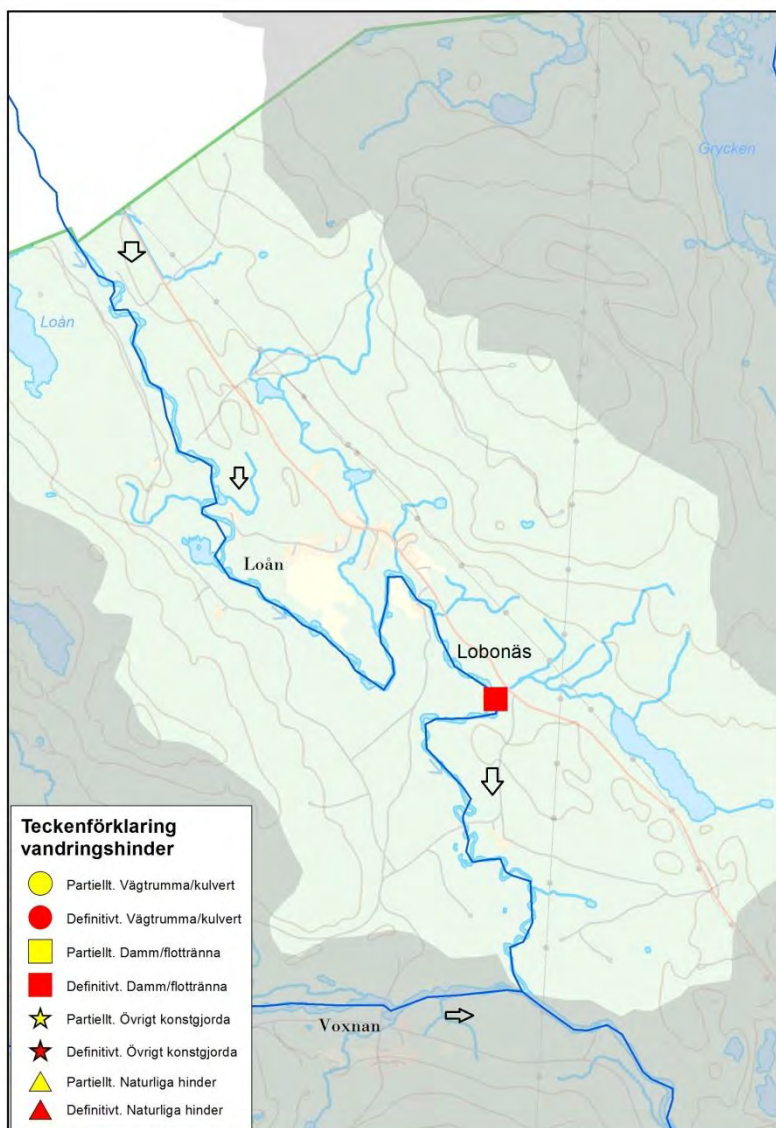 Grycken
Loån
Loån
Lobonäs
Voxnan
Teckenförklaring
vandringshinder
Partiellt. Vägtrumma/kulvert
Definitivt. Vägtrumma/kulvert
Partiellt. Damm/flottränna
Definitivt. Damm/flottränna
Partiellt. Övrigt konstgjorda
Definitivt. Övrigt konstgjorda
Partiellt. Naturliga hinder
Definitivt. Naturliga hinder